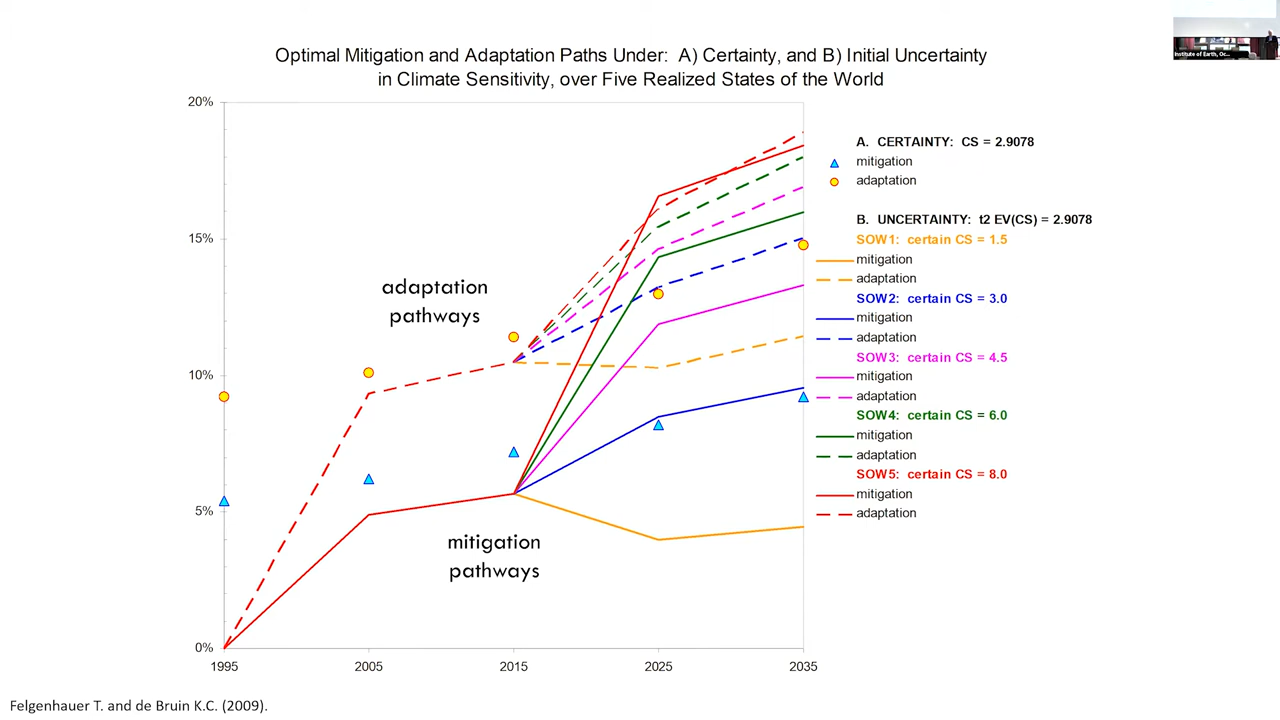 Institute of Earth, Oc...
Optimal Mitigation and Adaptation Paths Under: A) Certainty, and B) Initial Uncertainty
in Climate Sensitivity, over Five Realized States of the World
20%
15%
10%
5%
0%
1995
2005
2015
2025
2035
adaptation
pathways
mitigation
pathways
A. CERTAINTY: CS = 2.9078
mitigation
adaptation
B. UNCERTAINTY: t2 EV(CS) = 2.9078
SOW1: certain CS = 1.5
mitigation
adaptation
SOW2: certain CS = 3.0
mitigation
adaptation
SOW3: certain CS = 4.5
mitigation
adaptation
SOW4: certain CS = 6.0
mitigation
adaptation
SOW5: certain CS = 8.0
mitigation
adaptation
Felgenhauer T. and de Bruin K.C. (2009).